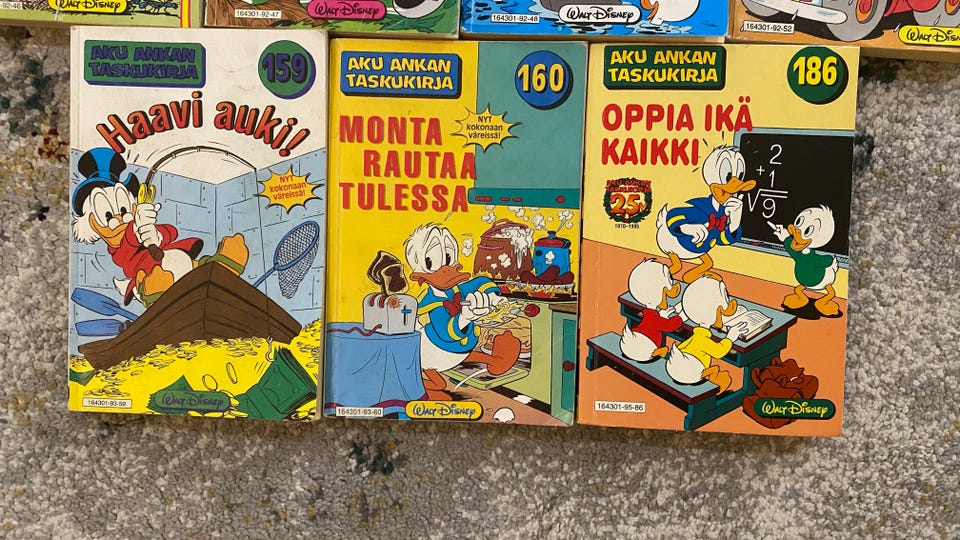 92-46
164301-92-47
WALT DISNEY
164301-92-48
WALT DISNEY
164301-92-52
WALT DISNEY
AKU ANKAN
TASKUKIRJA
159
Haavi auki!
NYT
kokonaan
väreissä!
164301-93-59
WALT DISNEY
AKU ANKAN
TASKUKIRJA
160
NYT
kokonaan
väreissä!
MONTA
RAUTAA
TULESSA
164301-93-60
WALT DISNEY
AKU ANKAN
TASKUKIRJA
186
OPPIA IKÄ
KAIKKI
25
1970-1995
2
+1
√9
164301-95-86
WALT DISNEY